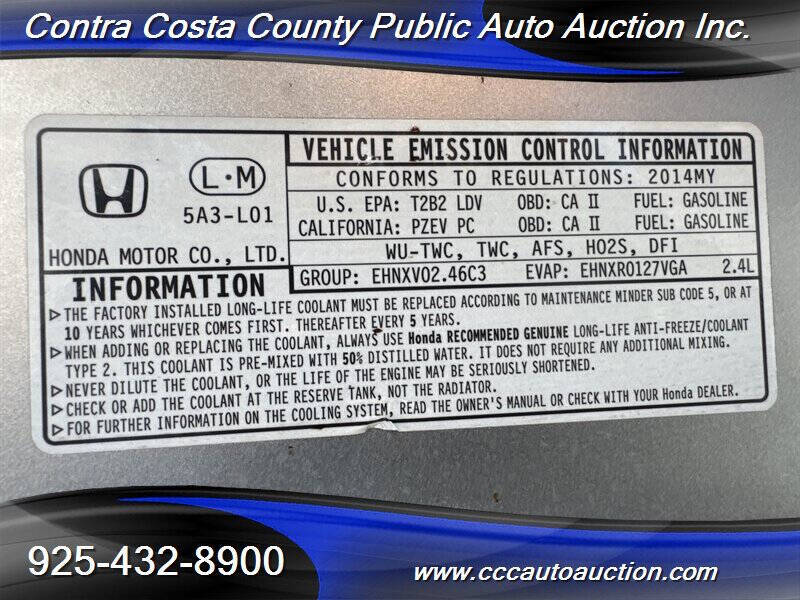 Contra Costa County Public Auto Auction Inc.
L·M
5A3-L01
HONDA MOTOR CO., LTD.
VEHICLE EMISSION CONTROL INFORMATION
CONFORMS TO REGULATIONS: 2014MY
U.S. EPA: T2B2 LDV OBD: CA II FUEL: GASOLINE
CALIFORNIA: PZEV PC OBD: CA II FUEL: GASOLINE
WU-TWC, TWC, AFS, HO2S, DFI
GROUP: EHNXV02.46C3 EVAP: EHNXR0127VGA 2.4L
INFORMATION
▷THE FACTORY INSTALLED LONG-LIFE COOLANT MUST BE REPLACED ACCORDING TO MAINTENANCE MINDER SUB CODE 5, OR AT
10 YEARS WHICHEVER COMES FIRST. THEREAFTER EVERY 5 YEARS.
▷WHEN ADDING OR REPLACING THE COOLANT, ALWAYS USE Honda RECOMMENDED GENUINE LONG-LIFE ANTI-FREEZE/COOLANT
TYPE 2. THIS COOLANT IS PRE-MIXED WITH 50% DISTILLED WATER. IT DOES NOT REQUIRE ANY ADDITIONAL MIXING.
▷NEVER DILUTE THE COOLANT, OR THE LIFE OF THE ENGINE MAY BE SERIOUSLY SHORTENED.
▷CHECK OR ADD THE COOLANT AT THE RESERVE TANK, NOT THE RADIATOR.
▷FOR FURTHER INFORMATION ON THE COOLING SYSTEM, READ THE OWNER'S MANUAL OR CHECK WITH YOUR Honda DEALER.
925-432-8900
www.cccautoauction.com